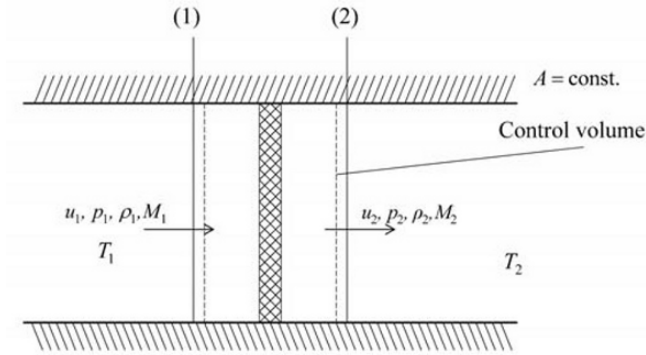 (1) (2)
A = const.
Control volume
u₁, p₁, ρ₁, M₁
u₂, p₂, ρ₂, M₂
T₁
T₂